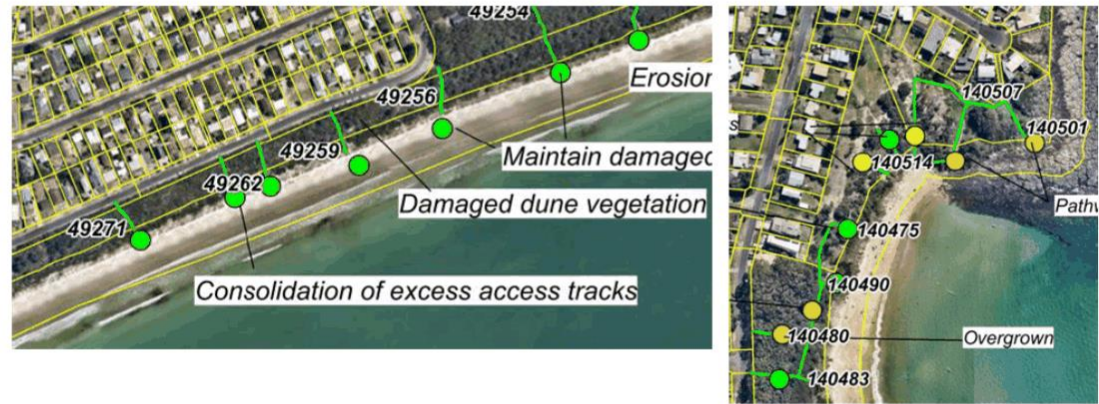 49254
Erosion
49256
Maintain damaged
49259
49262
Damaged dune vegetation
49271
Consolidation of excess access tracks
s
140507
140501
140514
Pathw
140475
140490
140480
Overgrown
140483